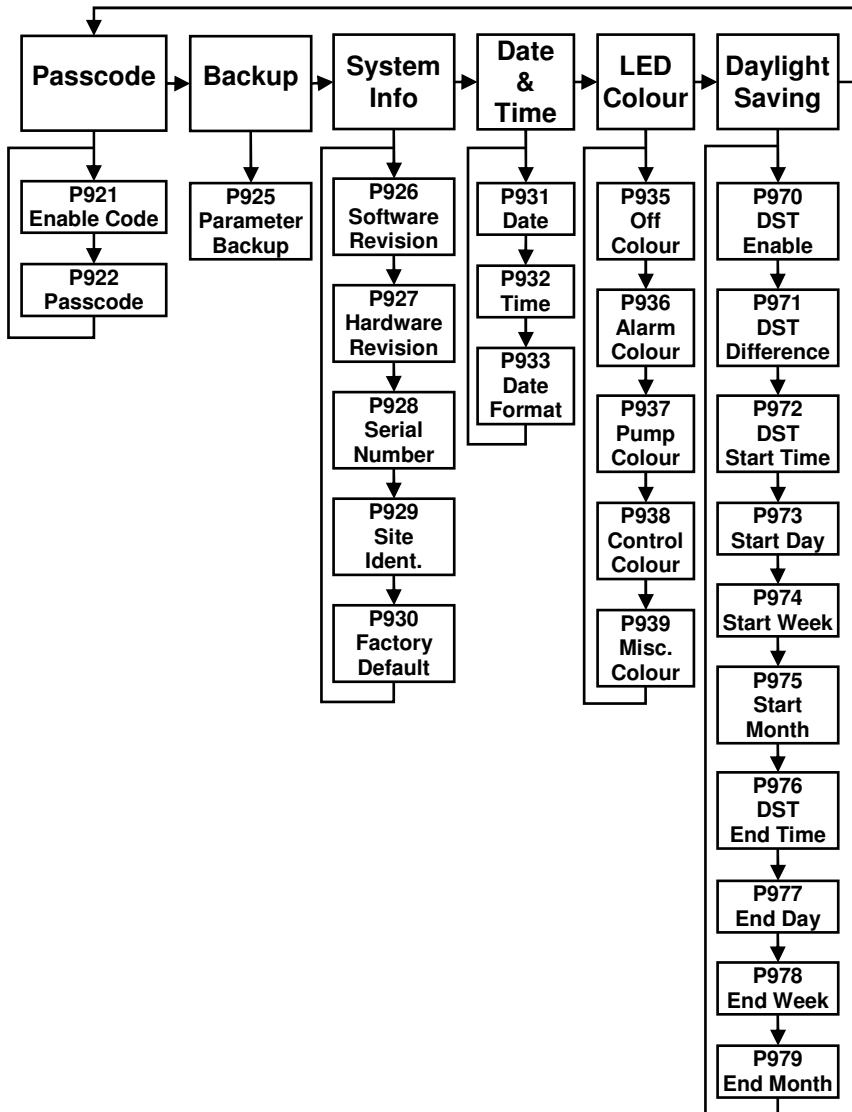 Passcode
Backup
System
Info
Date
&
Time
LED
Colour
Daylight
Saving
P921
Enable Code
P922
Passcode
P925
Parameter
Backup
P926
Software
Revision
P927
Hardware
Revision
P928
Serial
Number
P929
Site
Ident.
P930
Factory
Default
P931
Date
P932
Time
P933
Date
Format
P935
Off
Colour
P936
Alarm
Colour
P937
Pump
Colour
P938
Control
Colour
P939
Misc.
Colour
P970
DST
Enable
P971
DST
Difference
P972
DST
Start Time
P973
Start Day
P974
Start Week
P975
Start
Month
P976
DST
End Time
P977
End Day
P978
End Week
P979
End Month